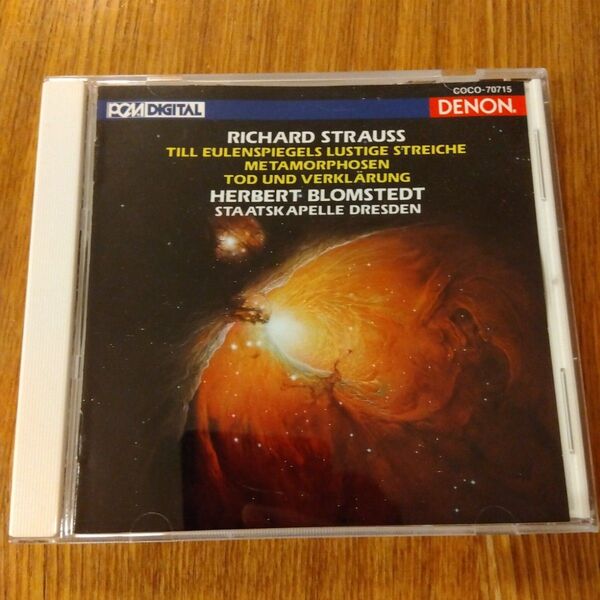 COCO-70715
PCM DIGITAL
DENON.
RICHARD STRAUSS
TILL EULENSPIEGELS LUSTIGE STREICHE
METAMORPHOSEN
TOD UND VERKLÄRUNG
HERBERT BLOMSTEDT
STAATSKAPELLE DRESDEN